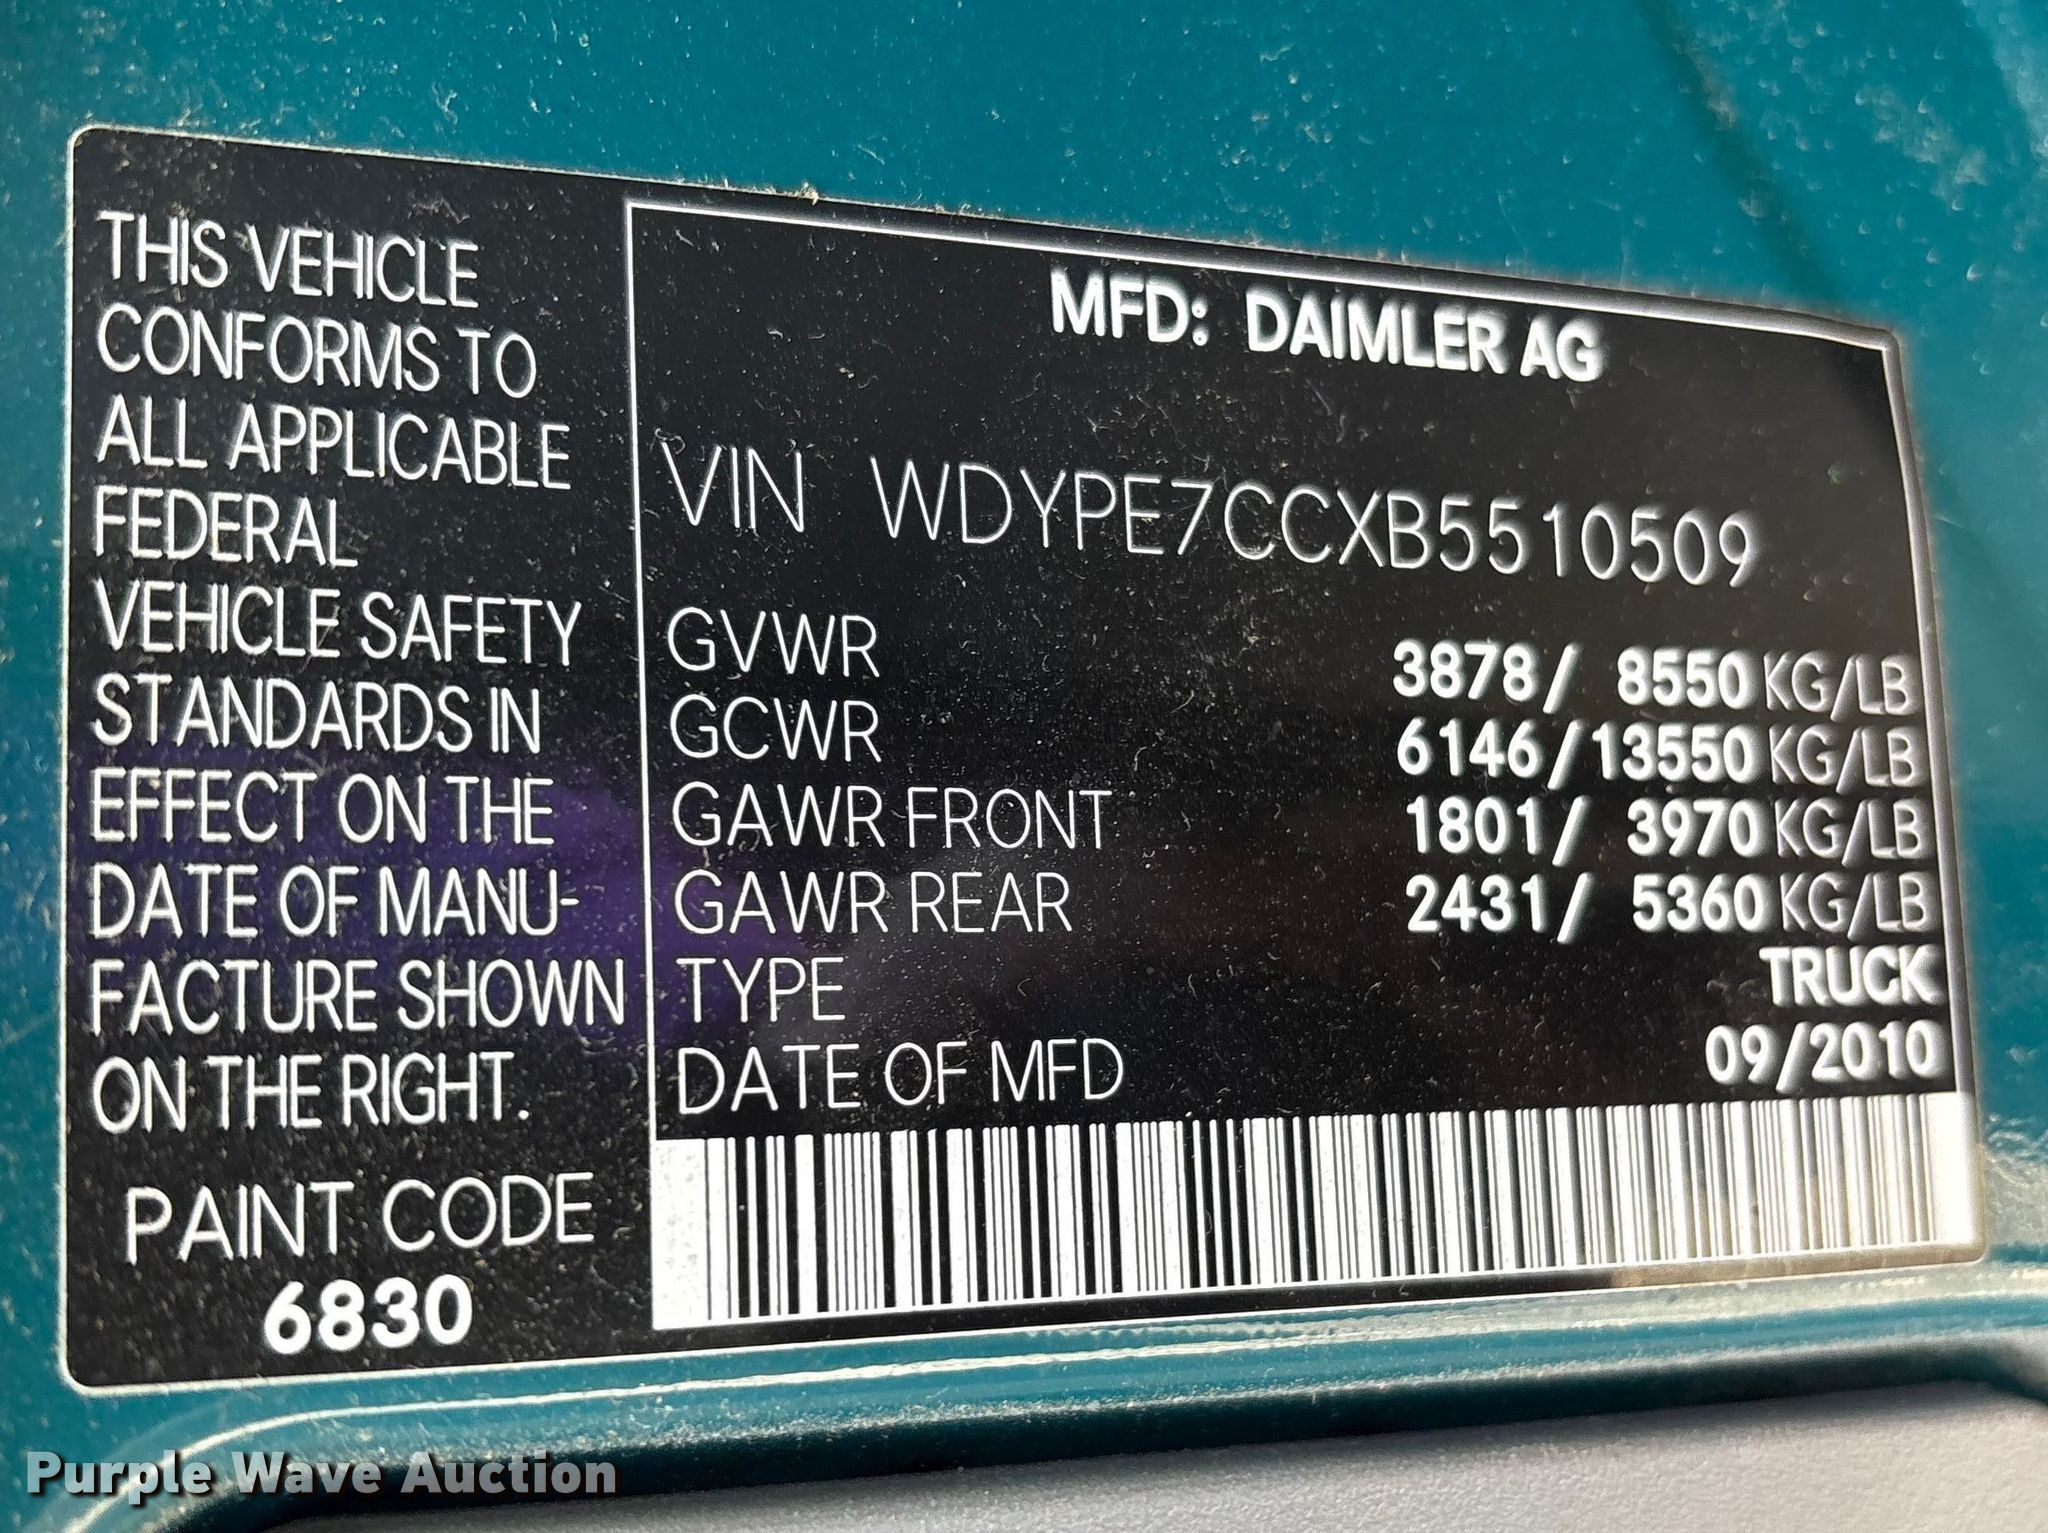 THIS VEHICLE
CONFORMS TO
ALL APPLICABLE
FEDERAL
VEHICLE SAFETY
STANDARDS IN
EFFECT ON THE
DATE OF MANU-
FACTURE SHOWN
ON THE RIGHT.
PAINT CODE
6830
MFD: DAIMLER AG
VIN WDYPE7CCXB5510509
GVWR 3878/ 8550 KG/LB
GCWR 6146/13550 KG/LB
GAWR FRONT 1801/ 3970 KG/LB
GAWR REAR 2431/ 5360 KG/LB
TYPE TRUCK
DATE OF MFD 09/2010
Purple Wave Auction